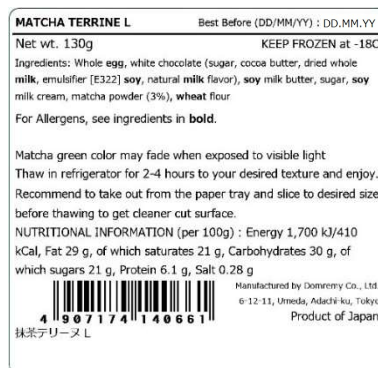 MATCHA TERRINE L Best Before (DD/MM/YY) : DD.MM.YY
Net wt. 130g KEEP FROZEN at -18C
Ingredients: Whole egg, white chocolate (sugar, cocoa butter, dried whole
milk, emulsifier [E322] soy, natural milk flavor), soy milk butter, sugar, soy
milk cream, matcha powder (3%), wheat flour
For Allergens, see ingredients in bold.
Matcha green color may fade when exposed to visible light
Thaw in refrigerator for 2-4 hours to your desired texture and enjoy.
Recommend to take out from the paper tray and slice to desired size
before thawing to get cleaner cut surface.
NUTRITIONAL INFORMATION (per 100g) : Energy 1,700 kJ/410
kCal, Fat 29 g, of which saturates 21 g, Carbohydrates 30 g, of
which sugars 21 g, Protein 6.1 g, Salt 0.28 g
Manufactured by Domremy Co., Ltd
6-12-11, Umeda, Adachi-ku, Tokyo
Product of Japan
4 907174 140661
抹茶テリーヌ L